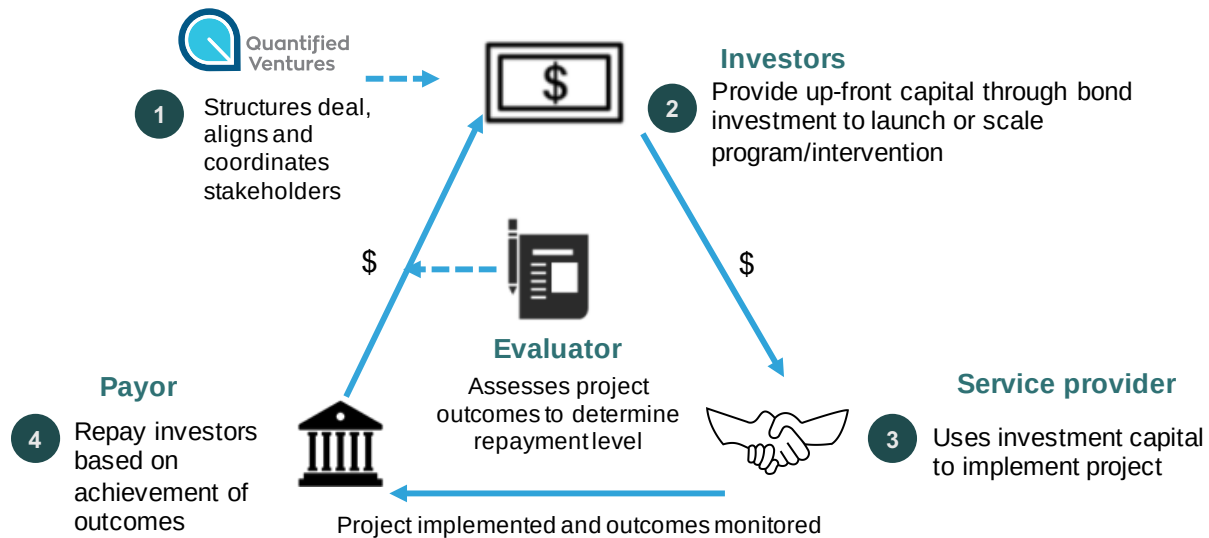 Quantified
Ventures
1
Structures deal,
aligns and
coordinates
stakeholders
$
Investors
2
Provide up-front capital through bond
investment to launch or scale
program/intervention
$
$
Evaluator
Assesses project
outcomes to determine
repayment level
Payor
4
Repay investors
based on
achievement of
outcomes
Service provider
3
Uses investment capital
to implement project
Project implemented and outcomes monitored